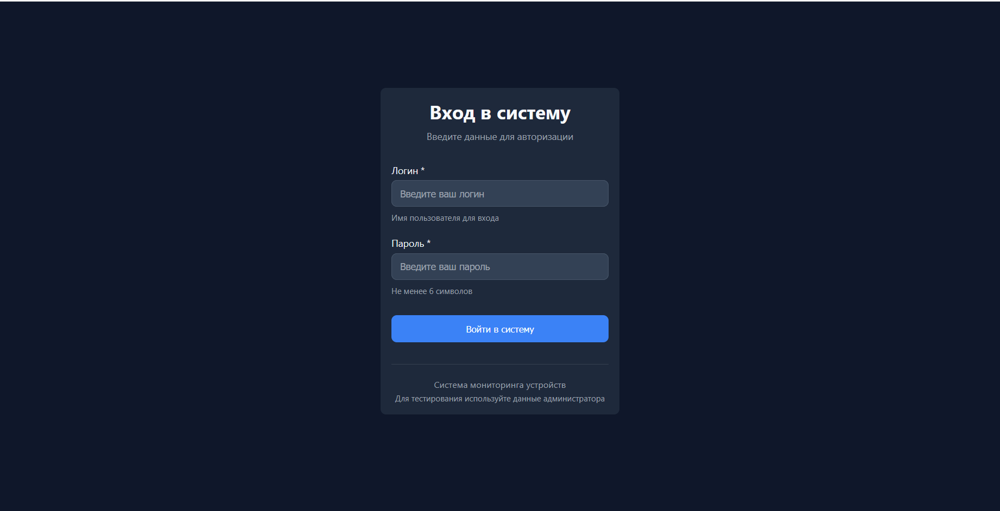 Вход в систему
Введите данные для авторизации
Логин *
Введите ваш логин
Имя пользователя для входа
Пароль *
Введите ваш пароль
Не менее 6 символов
Войти в систему
Система мониторинга устройств
Для тестирования используйте данные администратора